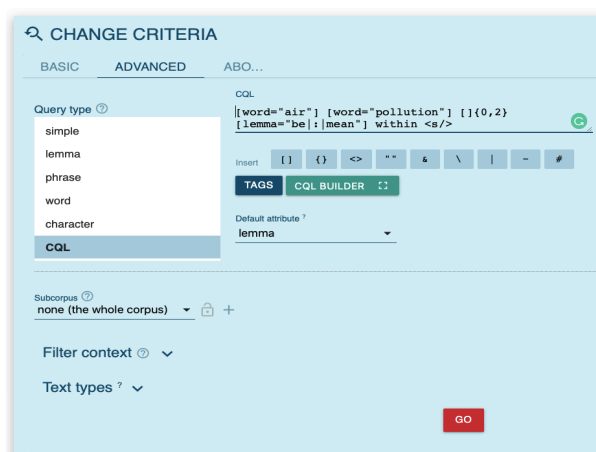 CHANGE CRITERIA
BASIC ADVANCED ABO...
Query type ?
simple
lemma
phrase
word
character
CQL
CQL
[word="air"] [word="pollution"] []{0,2}
[lemma="be|:|mean"] within <s/>
Insert [] {} <> "" & \ | ~ #
TAGS CQL BUILDER
Default attribute ?
lemma
Subcorpus ?
none (the whole corpus) +
Filter context ?
Text types ?
GO